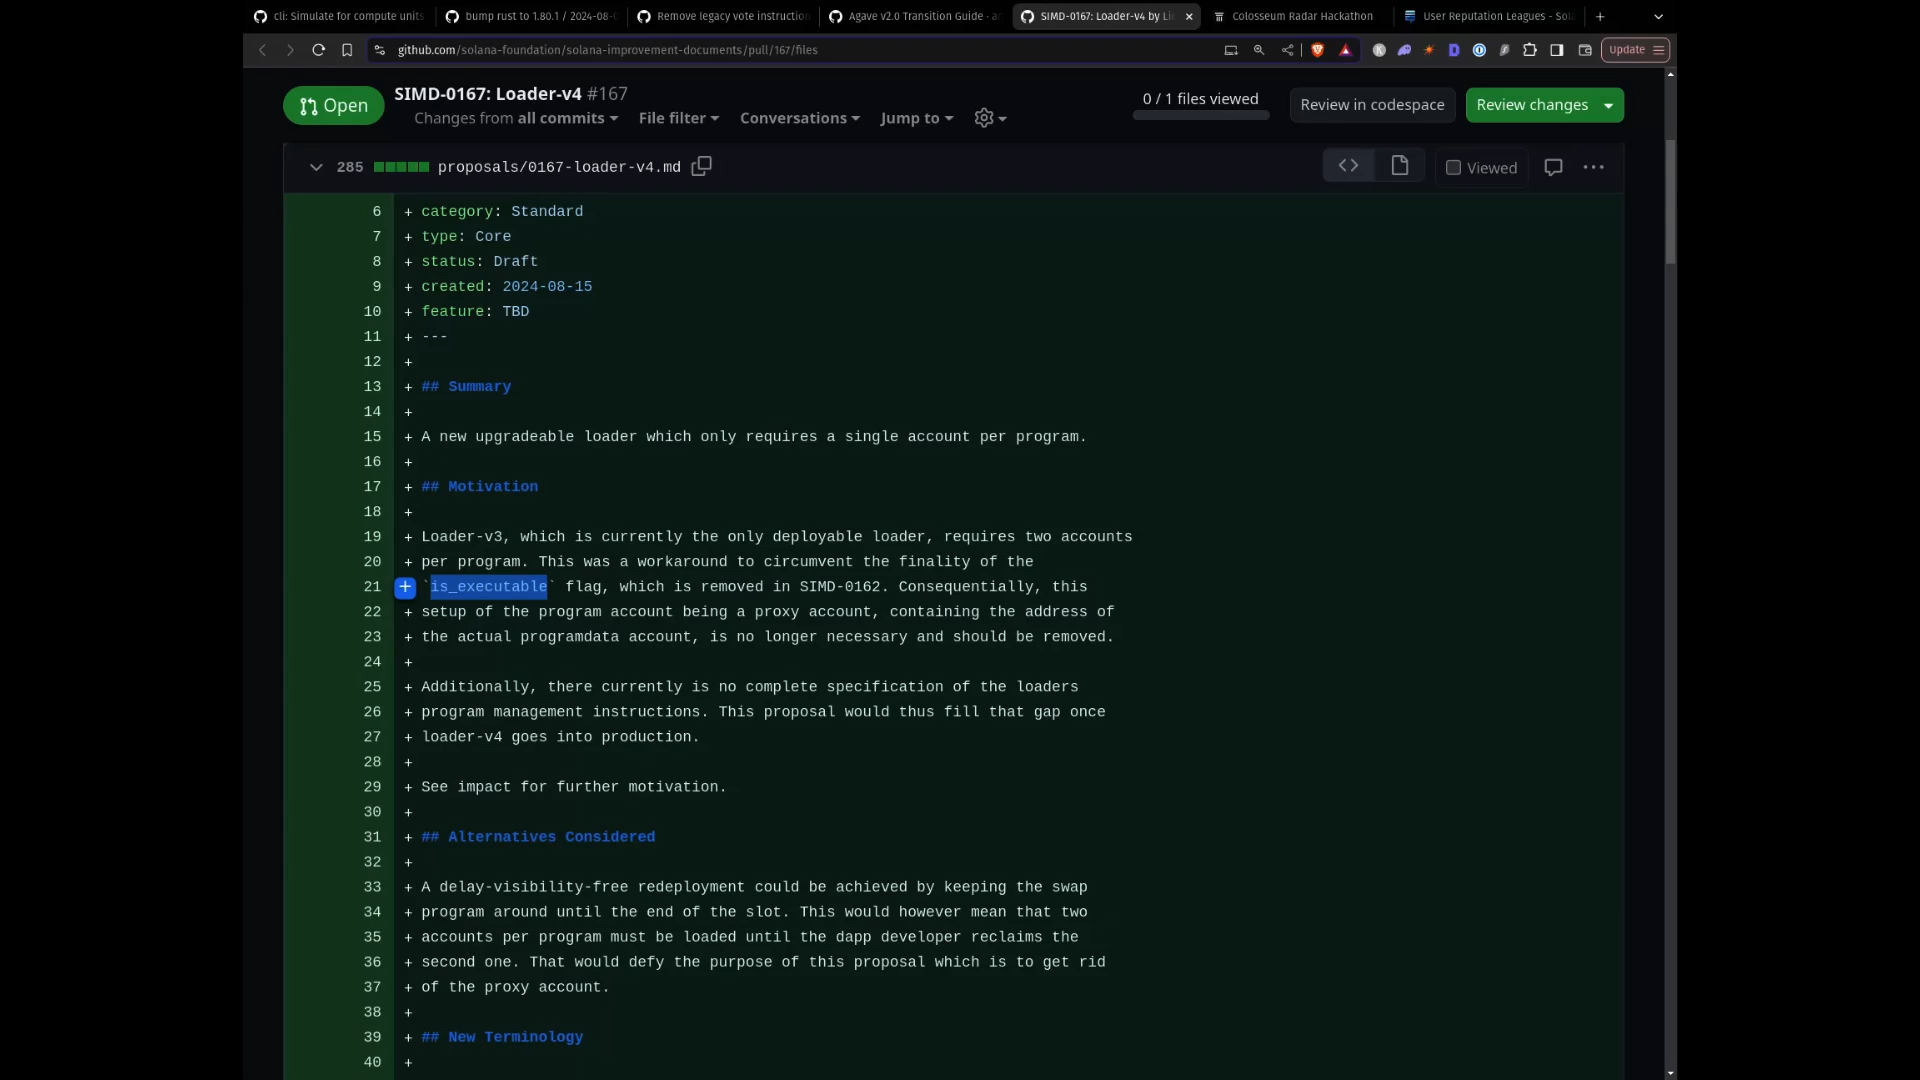 cli: Simulate for compute units
bump rust to 1.80.1 / 2024-08-
Remove legacy vote instruction
Agave v2.0 Transition Guide · a
SIMD-0167: Loader-v4 by Li
Colosseum Radar Hackathon
User Reputation Leagues - Sol
github.com/solana-foundation/solana-improvement-documents/pull/167/files
Update
Open
SIMD-0167: Loader-v4 #167
Changes from all commits
File filter
Conversations
Jump to
0 / 1 files viewed
Review in codespace
Review changes
285
proposals/0167-loader-v4.md
Viewed
6 + category: Standard
7 + type: Core
8 + status: Draft
9 + created: 2024-08-15
10 + feature: TBD
11 + ---
12 +
13 + ## Summary
14 +
15 + A new upgradeable loader which only requires a single account per program.
16 +
17 + ## Motivation
18 +
19 + Loader-v3, which is currently the only deployable loader, requires two accounts
20 + per program. This was a workaround to circumvent the finality of the
21 + `is_executable` flag, which is removed in SIMD-0162. Consequentially, this
22 + setup of the program account being a proxy account, containing the address of
23 + the actual programdata account, is no longer necessary and should be removed.
24 +
25 + Additionally, there currently is no complete specification of the loaders
26 + program management instructions. This proposal would thus fill that gap once
27 + loader-v4 goes into production.
28 +
29 + See impact for further motivation.
30 +
31 + ## Alternatives Considered
32 +
33 + A delay-visibility-free redeployment could be achieved by keeping the swap
34 + program around until the end of the slot. This would however mean that two
35 + accounts per program must be loaded until the dapp developer reclaims the
36 + second one. That would defy the purpose of this proposal which is to get rid
37 + of the proxy account.
38 +
39 + ## New Terminology
40 +